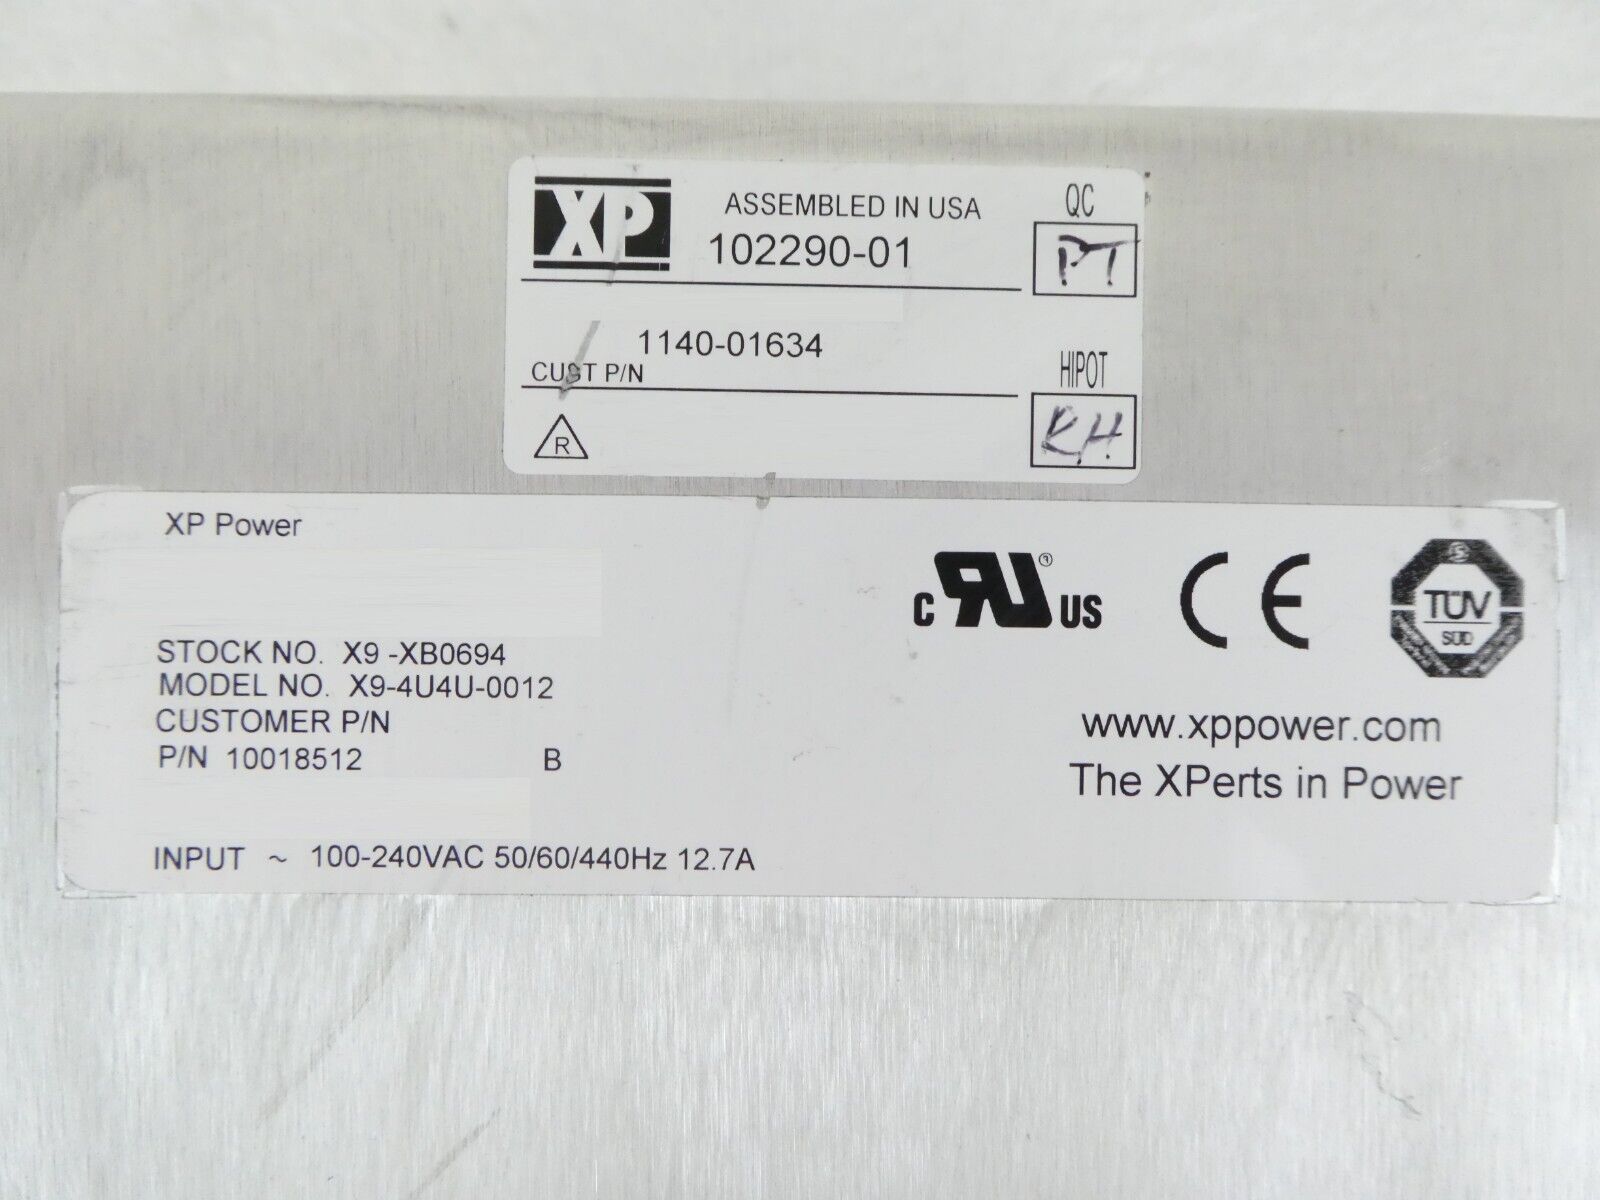 XP ASSEMBLED IN USA QC
102290-01 PT
1140-01634
CUST P/N HIPOT
R RH
XP Power
C RU US CE TÜV
SÜD
STOCK NO. X9 -XB0694
MODEL NO. X9-4U4U-0012
CUSTOMER P/N
P/N 10018512 B
www.xppower.com
The XPerts in Power
INPUT ~ 100-240VAC 50/60/440Hz 12.7A